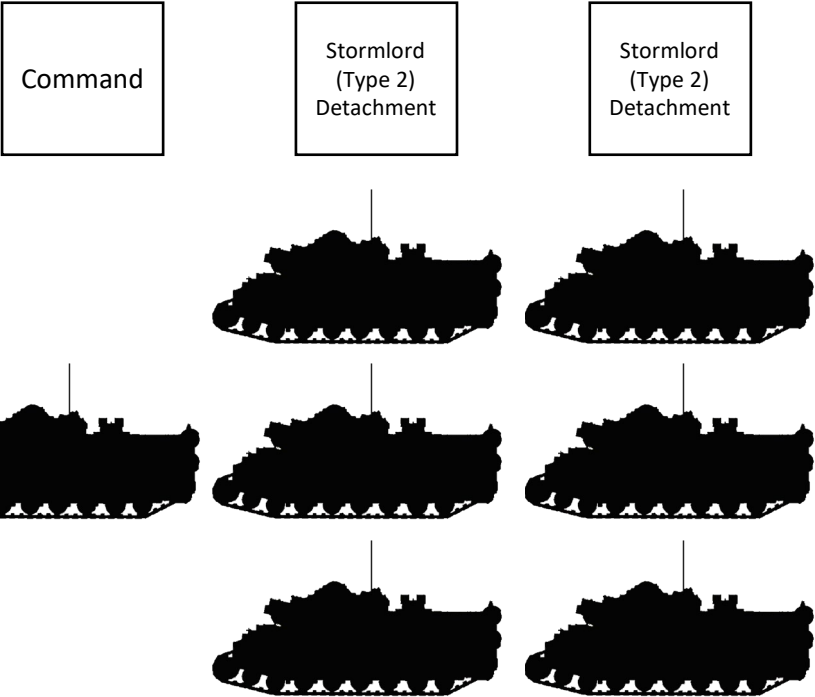 Command
Stormlord
(Type 2)
Detachment
Stormlord
(Type 2)
Detachment